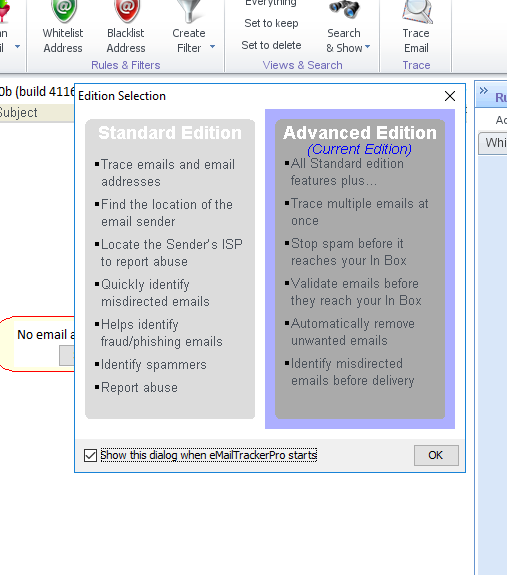 Everything
Whitelist Address
Blacklist Address
Create Filter
Set to keep
Set to delete
Search & Show
Trace Email
Rules & Filters
Views & Search
Trace
0b (build 4116
Subject
Edition Selection
Standard Edition
Trace emails and email
addresses
Find the location of the
email sender
Locate the Sender's ISP
to report abuse
Quickly identify
misdirected emails
Helps identify
fraud/phishing emails
Identify spammers
Report abuse
Advanced Edition
(Current Edition)
All Standard edition
features plus...
Trace multiple emails at
once
Stop spam before it
reaches your In Box
Validate emails before
they reach your In Box
Automatically remove
unwanted emails
Identify misdirected
emails before delivery
Show this dialog when eMailTrackerPro starts
OK
No email a
Ru
Ac
Whi